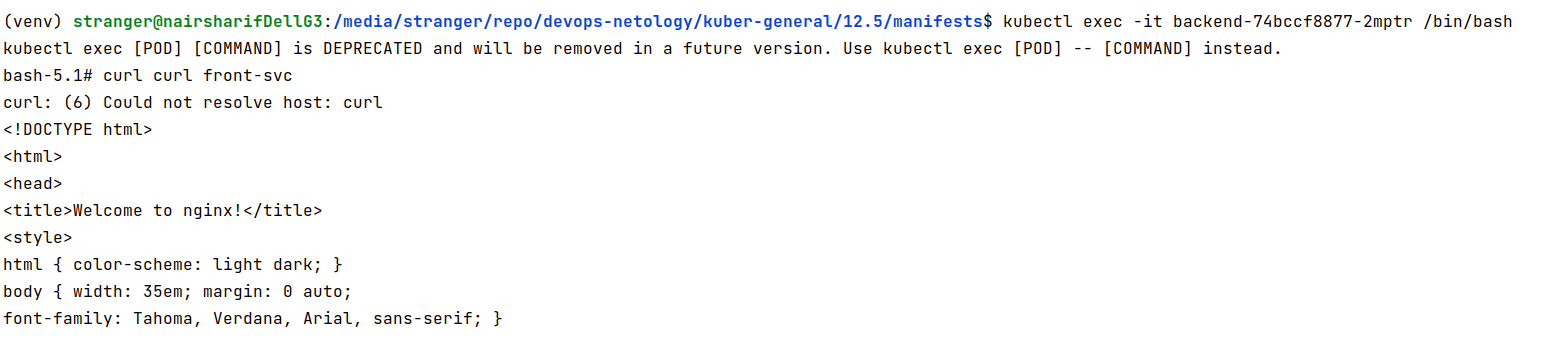 (venv) stranger@nairsharifDellG3:/media/stranger/repo/devops-netology/kuber-general/12.5/manifests$ kubectl exec -it backend-74bccf8877-2mptr /bin/bash
kubectl exec [POD] [COMMAND] is DEPRECATED and will be removed in a future version. Use kubectl exec [POD] -- [COMMAND] instead.
bash-5.1# curl curl front-svc
curl: (6) Could not resolve host: curl
<!DOCTYPE html>
<html>
<head>
<title>Welcome to nginx!</title>
<style>
html { color-scheme: light dark; }
body { width: 35em; margin: 0 auto;
font-family: Tahoma, Verdana, Arial, sans-serif; }